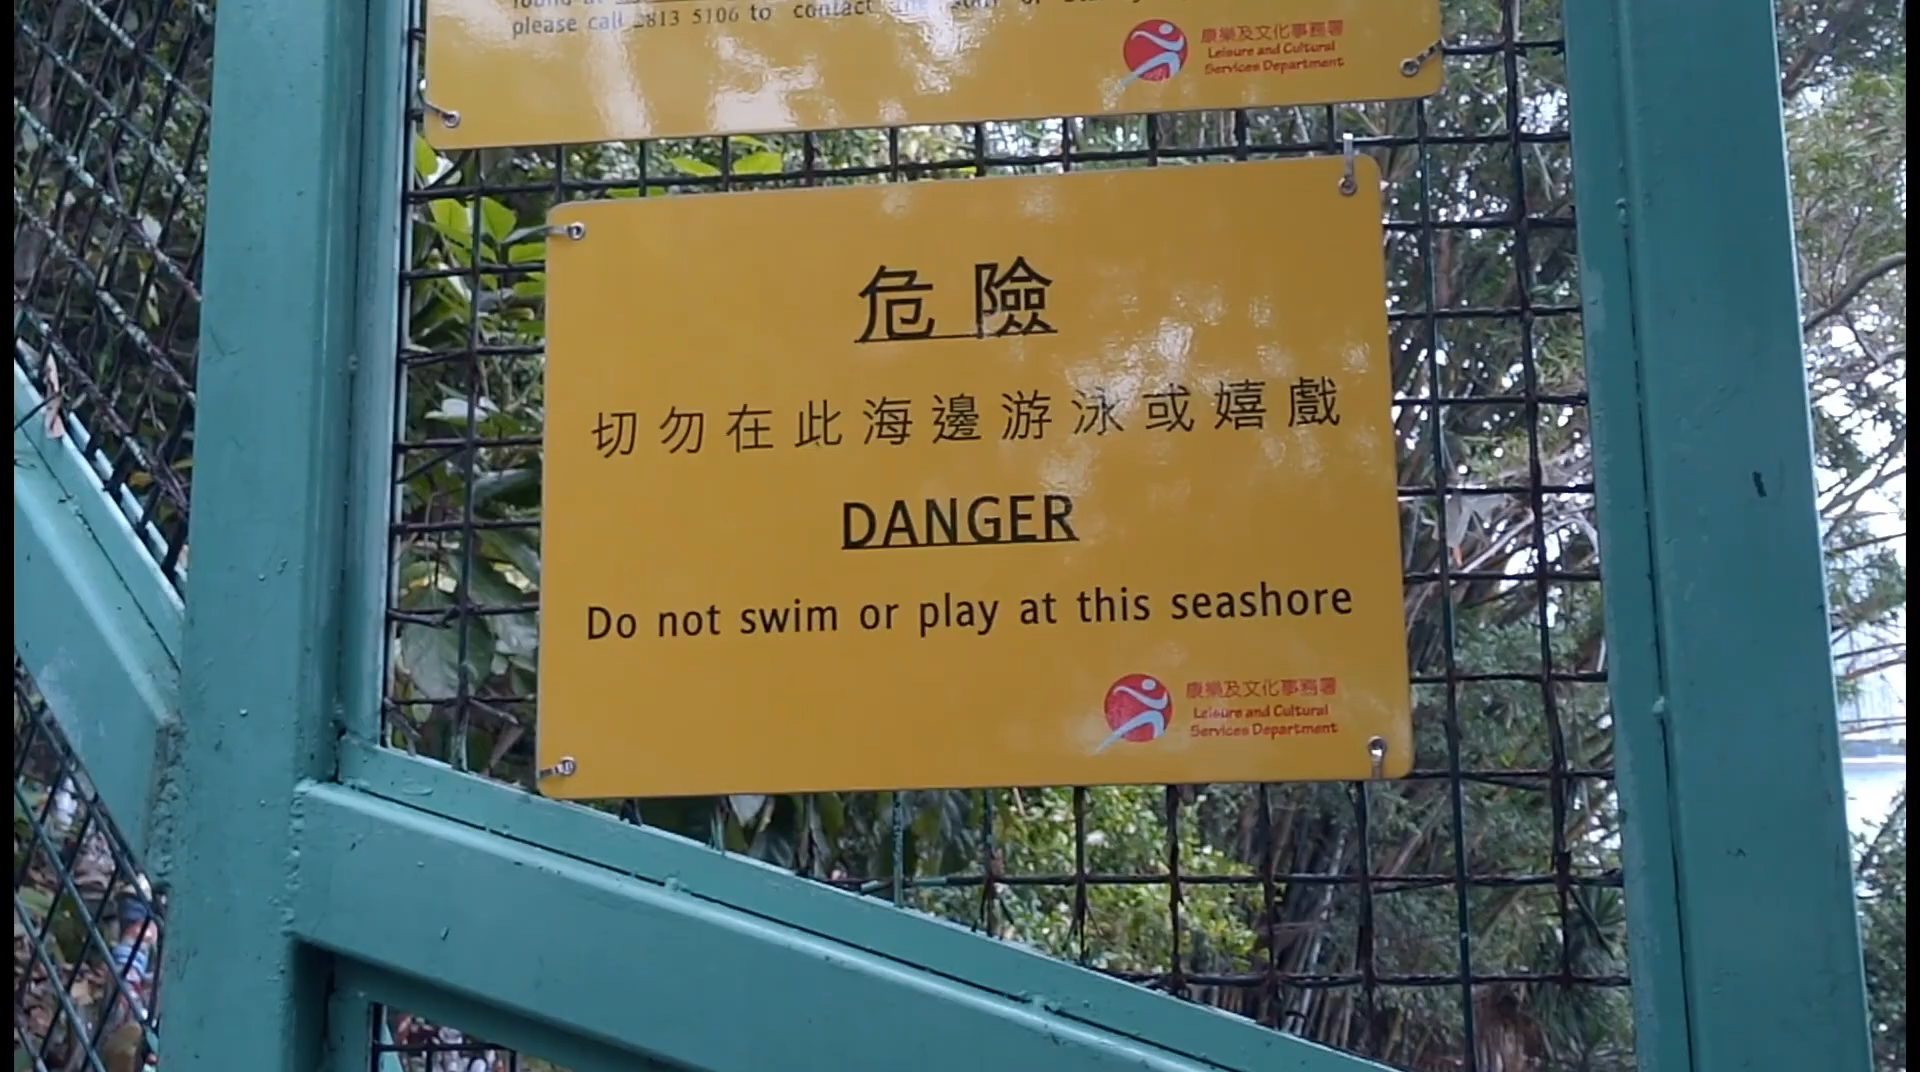 please call 2813 5106 to contact
康樂及文化事務署
Leisure and Cultural
Services Department
危險
切勿在此海邊游泳或嬉戲
DANGER
Do not swim or play at this seashore
康樂及文化事務署
Leisure and Cultural
Services Department